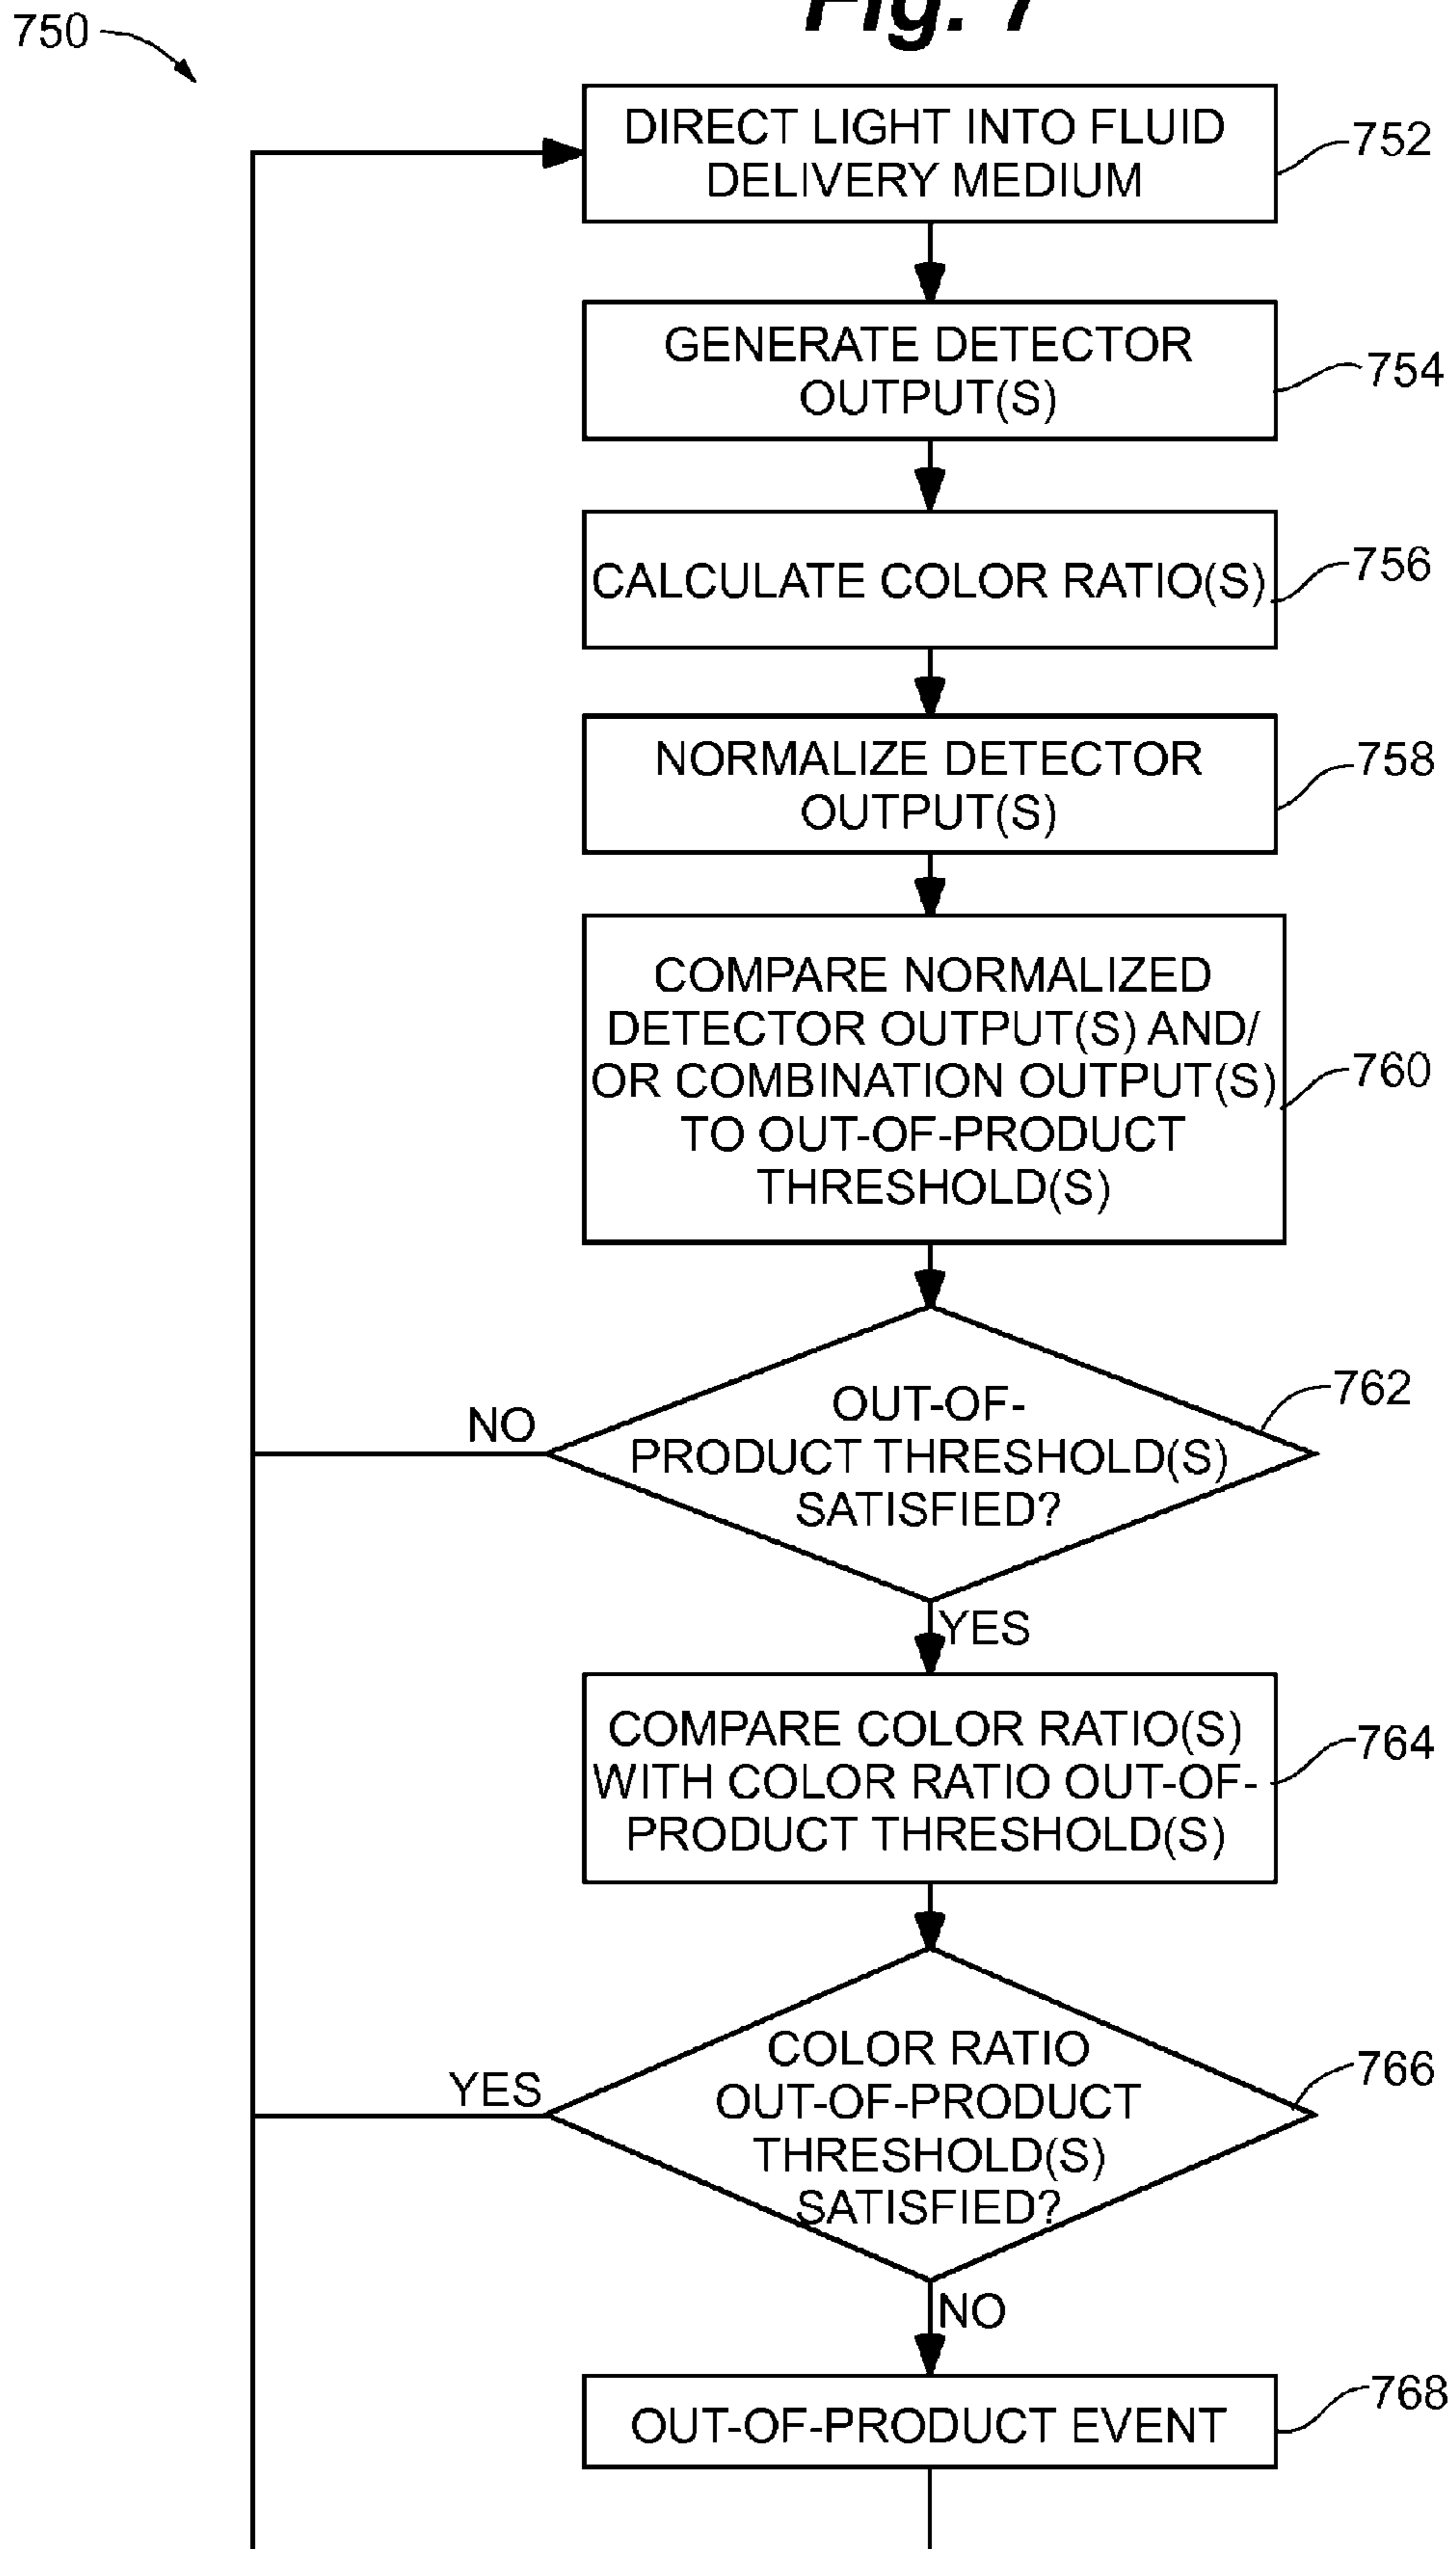 Fig. 7
750
DIRECT LIGHT INTO FLUID
DELIVERY MEDIUM
752
GENERATE DETECTOR
OUTPUT(S)
754
CALCULATE COLOR RATIO(S)
756
NORMALIZE DETECTOR
OUTPUT(S)
758
COMPARE NORMALIZED
DETECTOR OUTPUT(S) AND/
OR COMBINATION OUTPUT(S)
TO OUT-OF-PRODUCT
THRESHOLD(S)
760
OUT-OF-
PRODUCT THRESHOLD(S)
SATISFIED?
762
NO
YES
COMPARE COLOR RATIO(S)
WITH COLOR RATIO OUT-OF-
PRODUCT THRESHOLD(S)
764
COLOR RATIO
OUT-OF-PRODUCT
THRESHOLD(S)
SATISFIED?
766
YES
NO
OUT-OF-PRODUCT EVENT
768